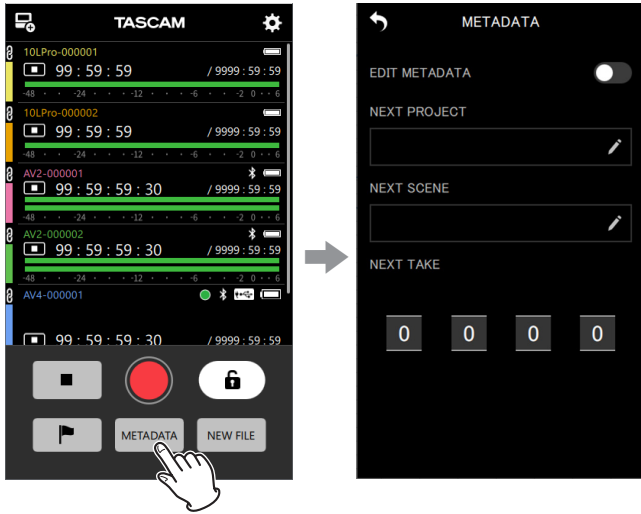 TASCAM
10LPro-000001
99 : 59 : 59 / 9999 : 59 : 59
-48 -24 -12 -6 -2 0 6
10LPro-000002
99 : 59 : 59 / 9999 : 59 : 59
-48 -24 -12 -6 -2 0 6
AV2-000001
99 : 59 : 59 : 30 / 9999 : 59 : 59
-48 -24 -12 -6 -2 0 6
AV2-000002
99 : 59 : 59 : 30 / 9999 : 59 : 59
-48 -24 -12 -6 -2 0 6
AV4-000001
99 : 59 : 59 : 30 / 9999 : 59 : 59
METADATA NEW FILE
METADATA
EDIT METADATA
NEXT PROJECT
NEXT SCENE
NEXT TAKE
0 0 0 0